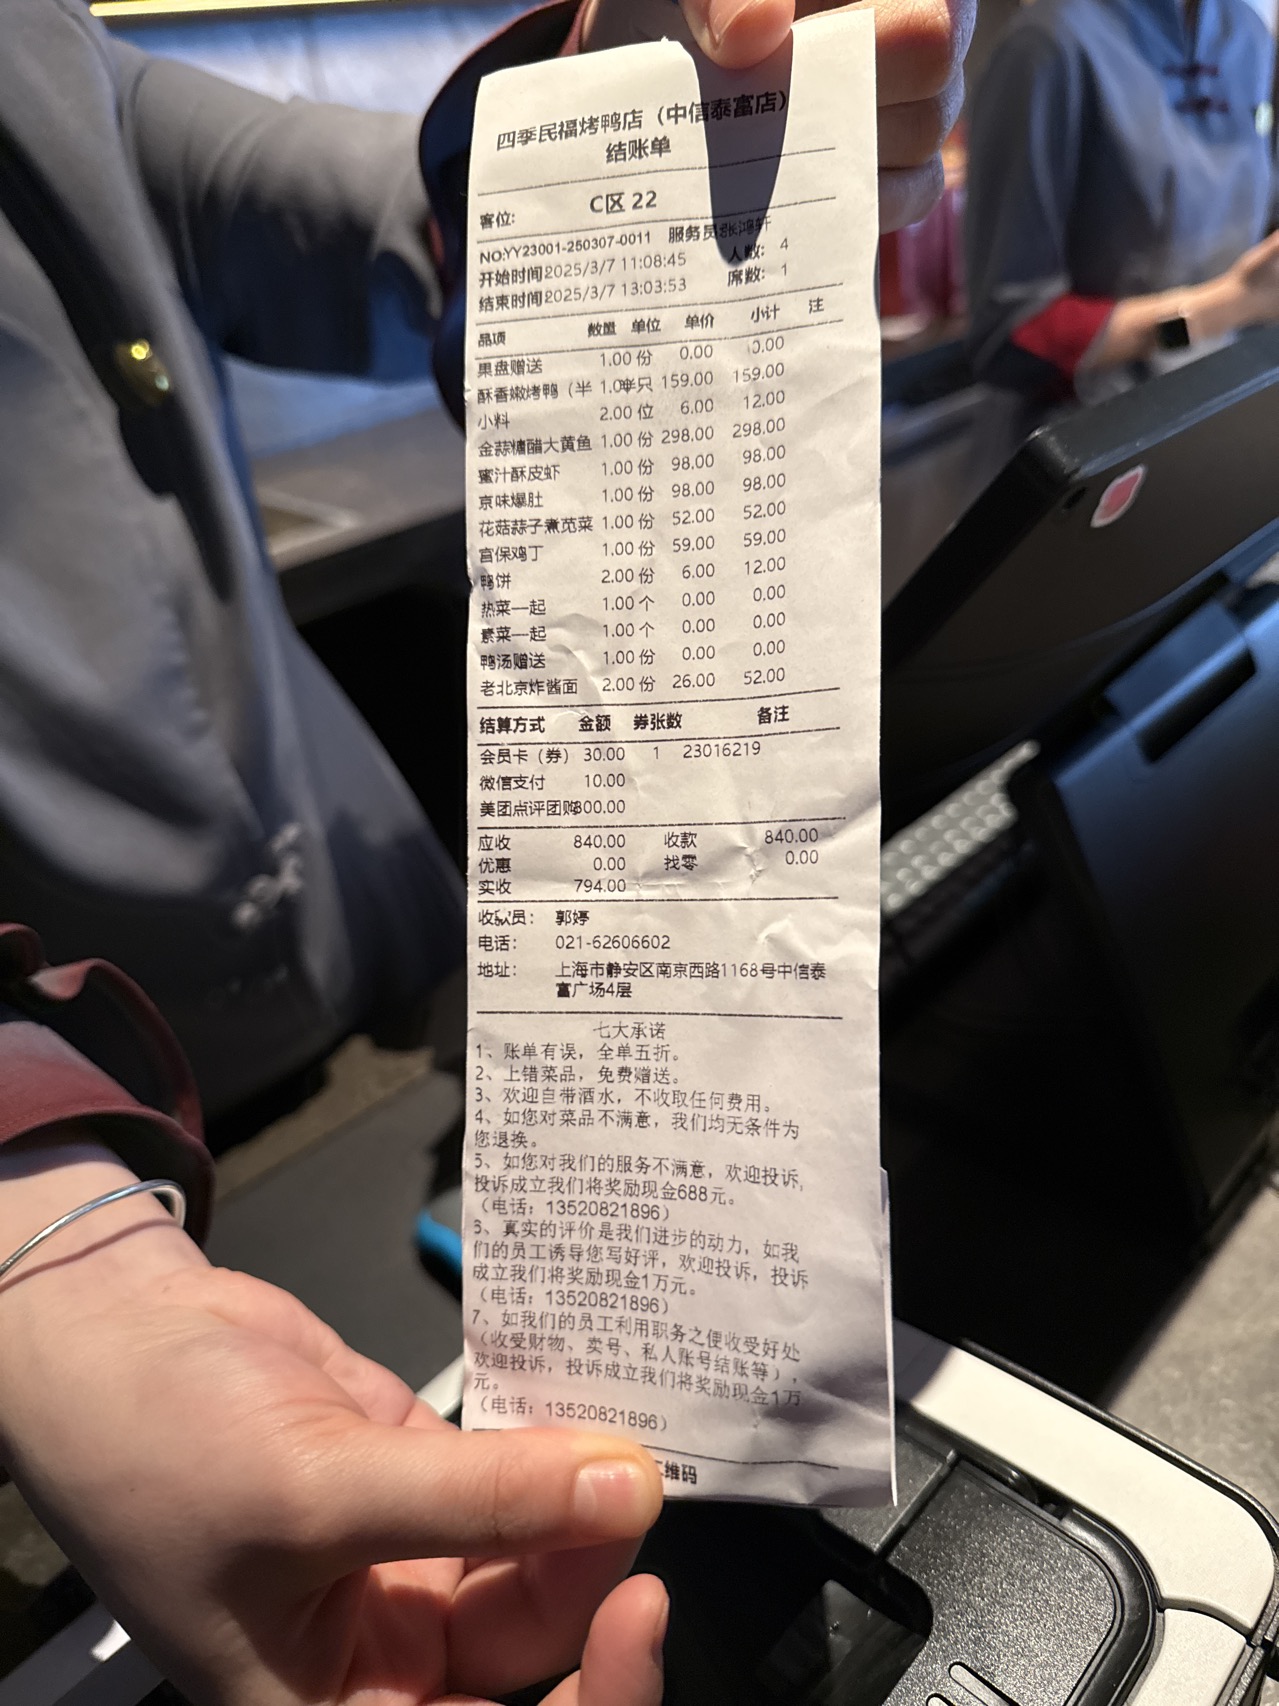 四季民福烤鸭店（中信泰富店）
结账单
客位: C区 22
NO:YY23001-250307-0011 服务员张鸿轩
开始时间2025/3/7 11:08:45 人数: 4
结束时间2025/3/7 13:03:53 席数: 1
品项 数量 单位 单价 小计 注
果盘赠送 1.00 份 0.00 0.00
酥香嫩烤鸭（半 1.00半只 159.00 159.00
小料 2.00 位 6.00 12.00
金蒜糖醋大黄鱼 1.00 份 298.00 298.00
蜜汁酥皮虾 1.00 份 98.00 98.00
京味爆肚 1.00 份 98.00 98.00
花菇蒜子煮苋菜 1.00 份 52.00 52.00
宫保鸡丁 1.00 份 59.00 59.00
鸭饼 2.00 份 6.00 12.00
热菜一起 1.00 个 0.00 0.00
素菜一起 1.00 个 0.00 0.00
鸭汤赠送 1.00 份 0.00 0.00
老北京炸酱面 2.00 份 26.00 52.00
结算方式 金额 券张数 备注
会员卡（券） 30.00 1 23016219
微信支付 10.00
美团点评团购800.00
应收 840.00 收款 840.00
优惠 0.00 找零 0.00
实收 794.00
收款员: 郭婷
电话: 021-62606602
地址: 上海市静安区南京西路1168号中信泰
富广场4层
七大承诺
1、账单有误，全单五折。
2、上错菜品，免费赠送。
3、欢迎自带酒水，不收取任何费用。
4、如您对菜品不满意，我们均无条件为
您退换。
5、如您对我们的服务不满意，欢迎投诉，
投诉成立我们将奖励现金688元。
（电话：13520821896）
6、真实的评价是我们进步的动力，如我
们的员工诱导您写好评，欢迎投诉，投诉
成立我们将奖励现金1万元。
（电话：13520821896）
7、如我们的员工利用职务之便收受好处
（收受财物、卖号、私人账号结账等），
欢迎投诉，投诉成立我们将奖励现金1万
元。
（电话：13520821896）
维码